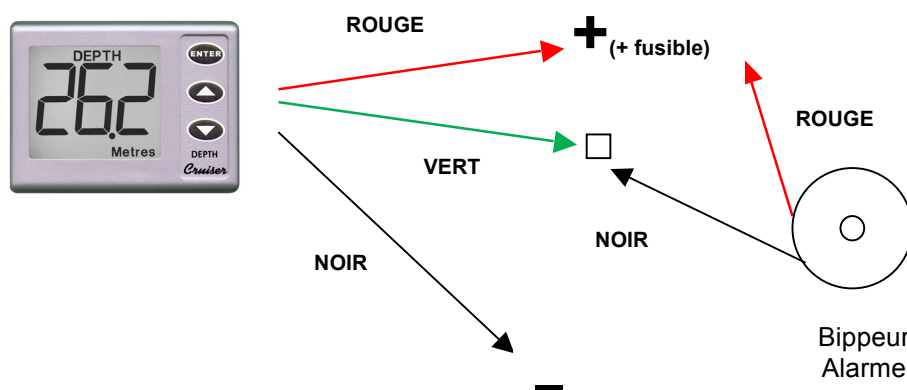 ROUGE
+ (+ fusible)
DEPTH
26.2
Metres
ENTER
DEPTH
Cruiser
ROUGE
VERT
NOIR
NOIR
Bippeur
Alarme